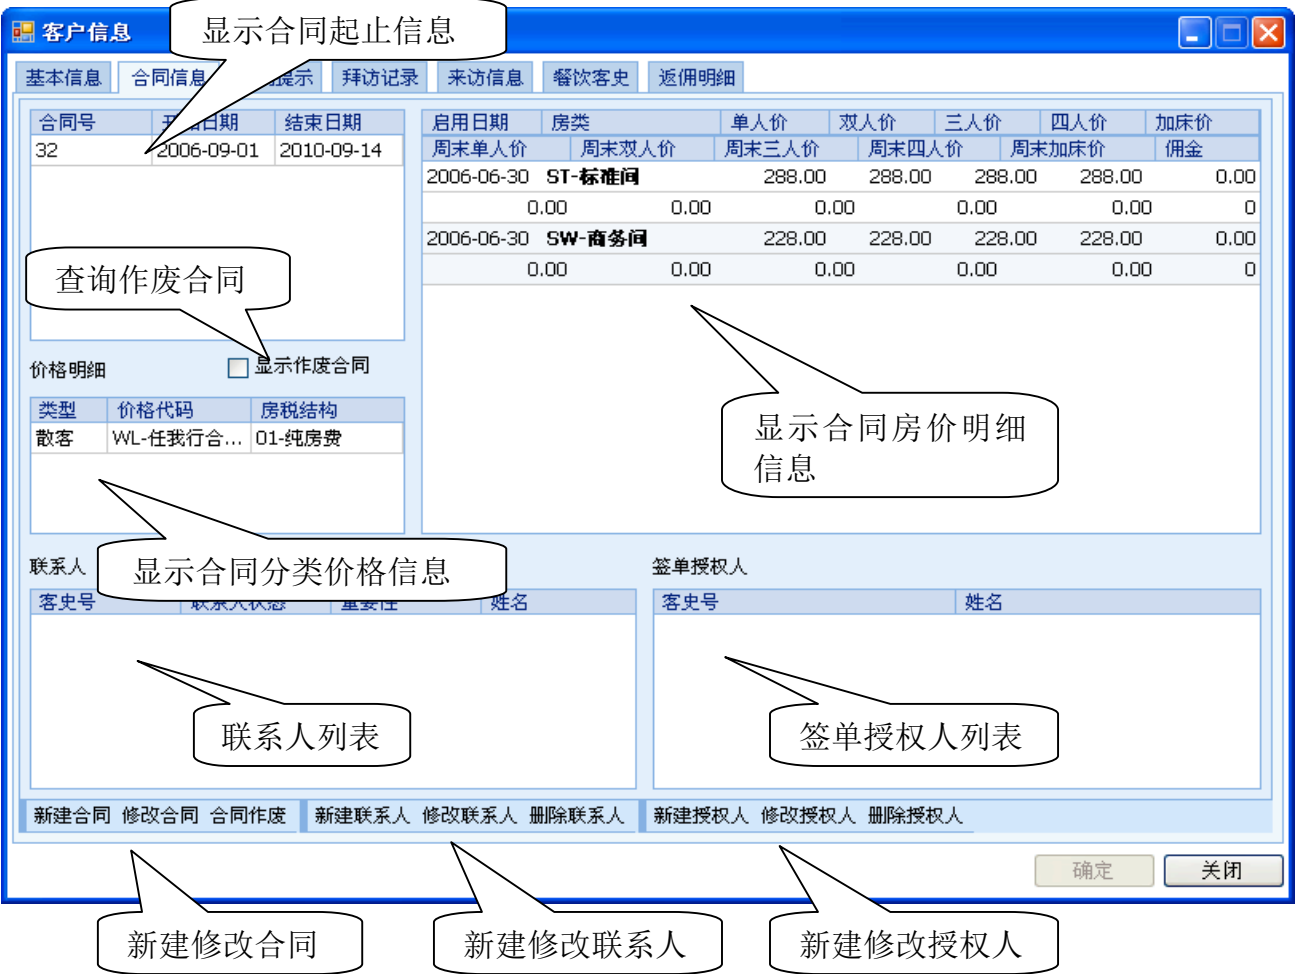 客户信息
显示合同起止信息
基本信息 合同信息 提示 拜访记录 来访信息 餐饮客史 返佣明细
合同号 日期 结束日期
32 2006-09-01 2010-09-14
启用日期 房类 单人价 双人价 三人价 四人价 加床价
周末单人价 周末双人价 周末三人价 周末四人价 周末加床价 佣金
2006-06-30 ST-标准间 288.00 288.00 288.00 288.00 0.00
0.00 0.00 0.00 0.00 0.00 0
2006-06-30 SW-商务间 228.00 228.00 228.00 228.00 0.00
0.00 0.00 0.00 0.00 0.00 0
查询作废合同
价格明细 显示作废合同
类型 价格代码 房税结构
散客 WL-任我行合... 01-纯房费
显示合同房价明细
信息
显示合同分类价格信息
联系人
客史号 联系人状态 重要性 姓名
联系人列表
签单授权人
客史号 姓名
签单授权人列表
新建合同 修改合同 合同作废 新建联系人 修改联系人 删除联系人 新建授权人 修改授权人 删除授权人
确定 关闭
新建修改合同 新建修改联系人 新建修改授权人